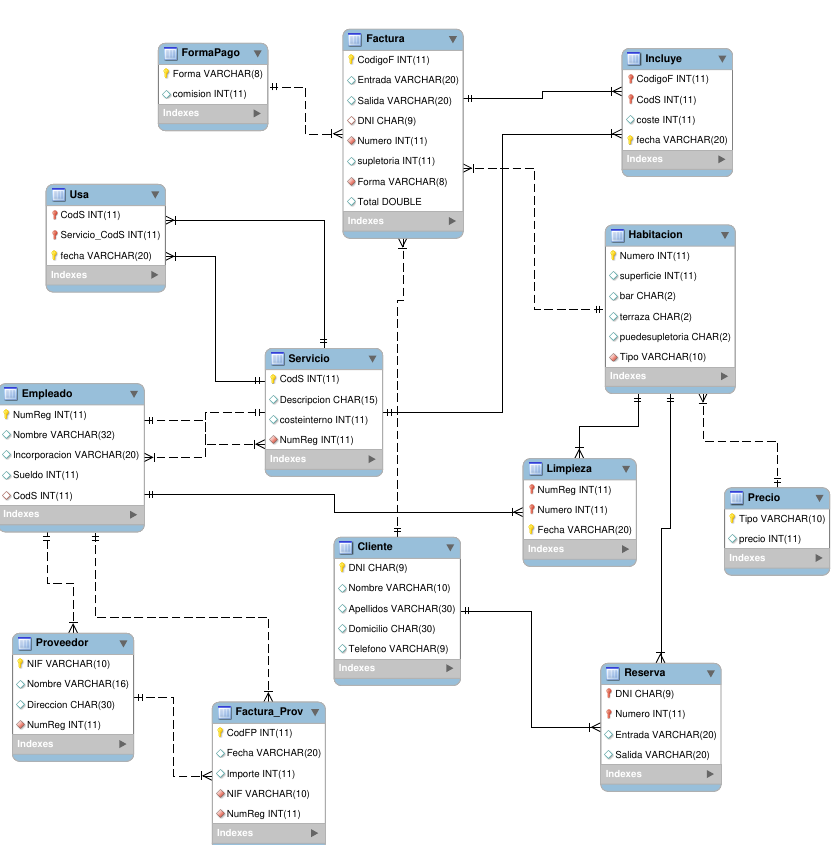 FormaPago
Forma VARCHAR(8)
comision INT(11)
Indexes
Factura
CodigoF INT(11)
Entrada VARCHAR(20)
Salida VARCHAR(20)
DNI CHAR(9)
Numero INT(11)
supletoria INT(11)
Forma VARCHAR(8)
Total DOUBLE
Indexes
Incluye
CodigoF INT(11)
CodS INT(11)
coste INT(11)
fecha VARCHAR(20)
Indexes
Usa
CodS INT(11)
Servicio_CodS INT(11)
fecha VARCHAR(20)
Indexes
Habitacion
Numero INT(11)
superficie INT(11)
bar CHAR(2)
terraza CHAR(2)
puedesupletoria CHAR(2)
Tipo VARCHAR(10)
Indexes
Servicio
CodS INT(11)
Descripcion CHAR(15)
costeinterno INT(11)
NumReg INT(11)
Indexes
Empleado
NumReg INT(11)
Nombre VARCHAR(32)
Incorporacion VARCHAR(20)
Sueldo INT(11)
CodS INT(11)
Indexes
Limpieza
NumReg INT(11)
Numero INT(11)
Fecha VARCHAR(20)
Indexes
Precio
Tipo VARCHAR(10)
precio INT(11)
Indexes
Cliente
DNI CHAR(9)
Nombre VARCHAR(10)
Apellidos VARCHAR(30)
Domicilio CHAR(30)
Telefono VARCHAR(9)
Indexes
Proveedor
NIF VARCHAR(10)
Nombre VARCHAR(16)
Direccion CHAR(30)
NumReg INT(11)
Indexes
Factura_Prov
CodFP INT(11)
Fecha VARCHAR(20)
Importe INT(11)
NIF VARCHAR(10)
NumReg INT(11)
Indexes
Reserva
DNI CHAR(9)
Numero INT(11)
Entrada VARCHAR(20)
Salida VARCHAR(20)
Indexes